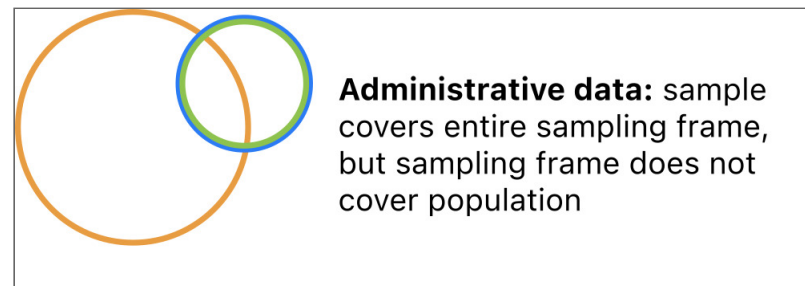 Administrative data: sample
covers entire sampling frame,
but sampling frame does not
cover population